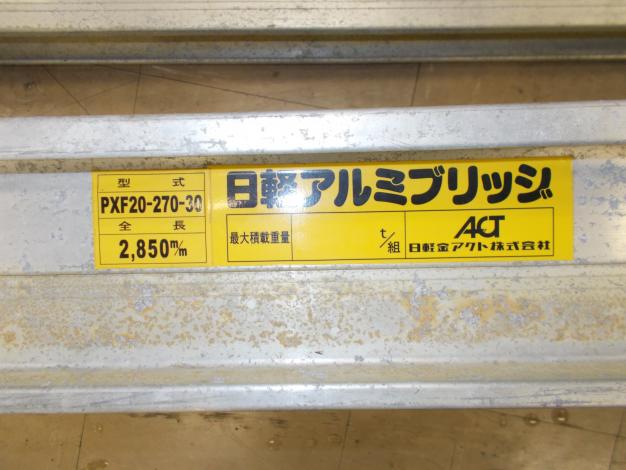 型式
PXF20-270-30
全長
2,850m/m
日軽アルミブリッジ
最大積載重量
t/組
ACT
日軽金アクト株式会社